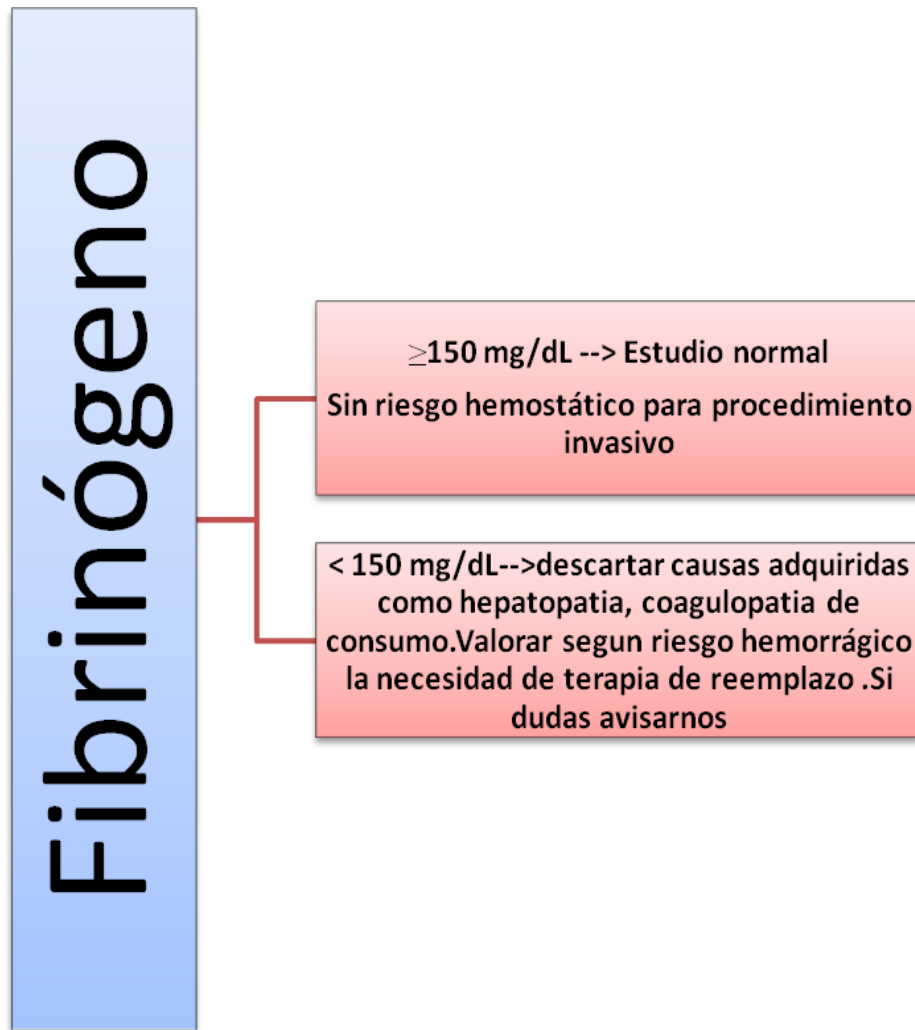 Fibrinógeno
≥150 mg/dL --> Estudio normal
Sin riesgo hemostático para procedimiento
invasivo
< 150 mg/dL-->descartar causas adquiridas
como hepatopatia, coagulopatia de
consumo.Valorar segun riesgo hemorrágico
la necesidad de terapia de reemplazo .Si
dudas avisarnos